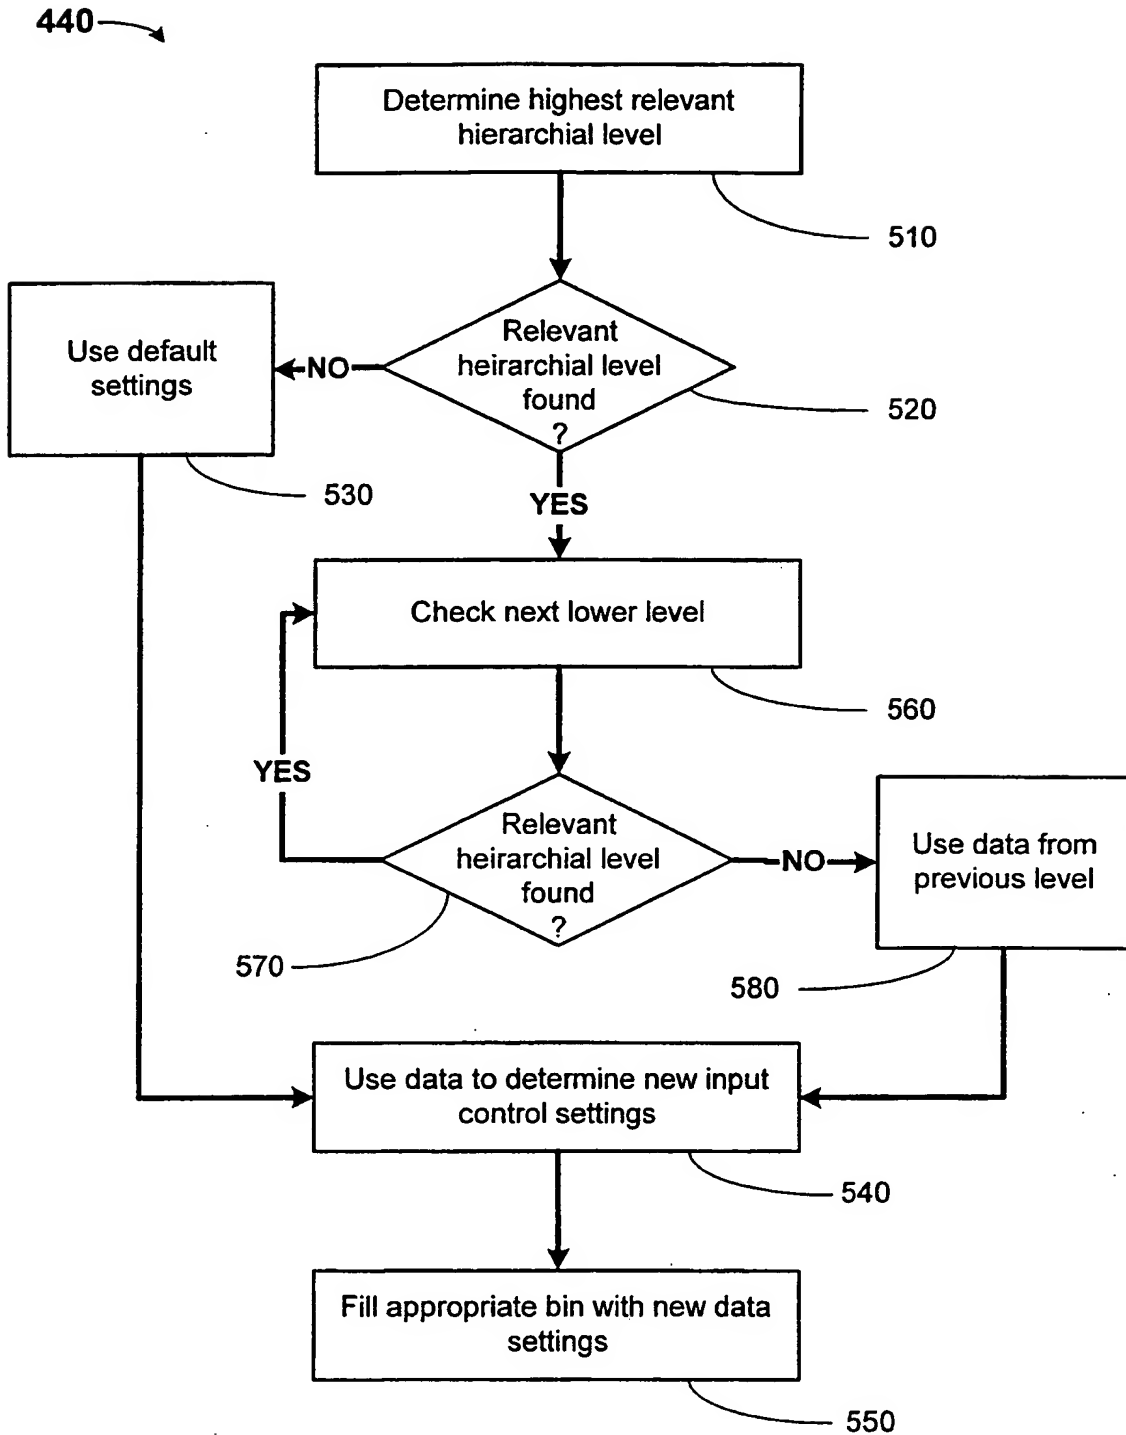 440
Determine highest relevant
hierarchial level
510
Relevant
heirarchial level
found
?
520
NO
Use default
settings
530
YES
Check next lower level
560
YES
Relevant
heirarchial level
found
?
570
NO
Use data from
previous level
580
Use data to determine new input
control settings
540
Fill appropriate bin with new data
settings
550